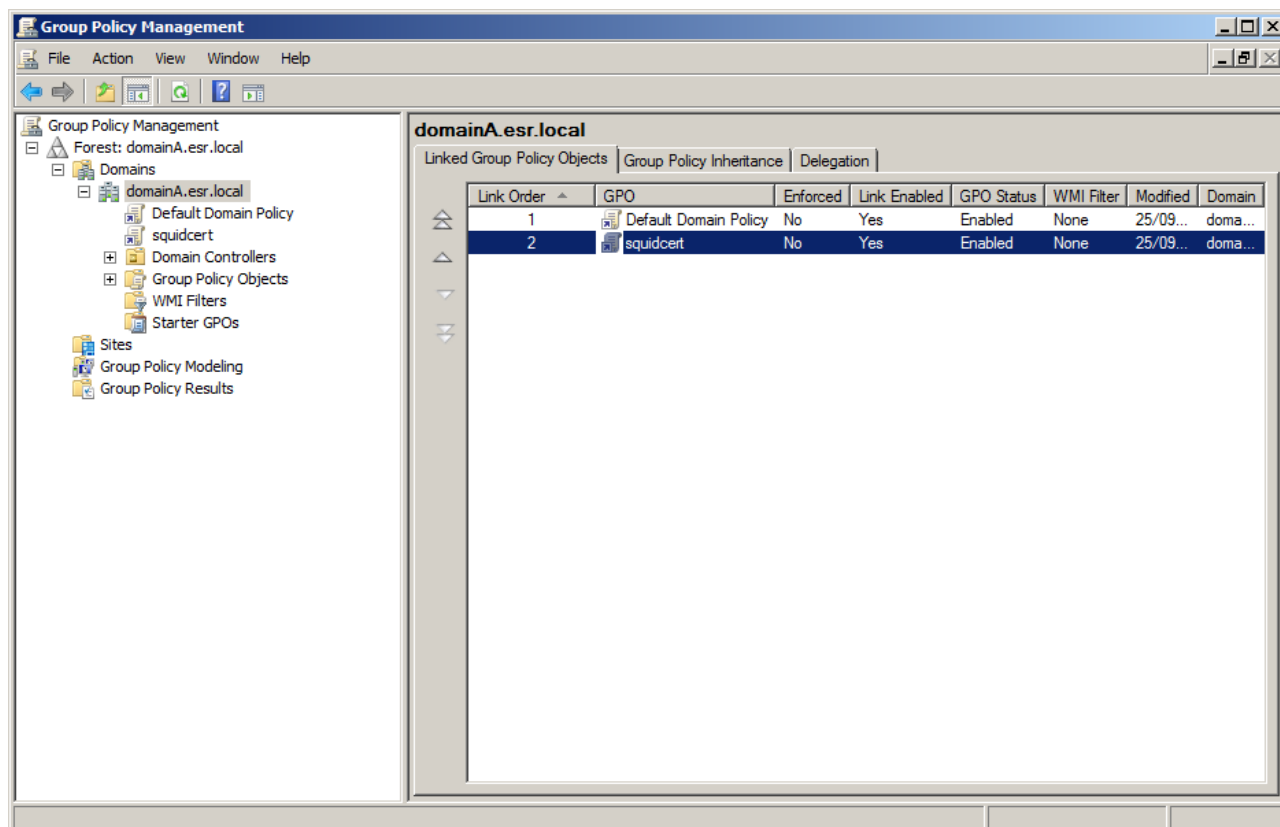 Group Policy Management
File Action View Window Help
Group Policy Management
Forest: domainA.esr.local
Domains
domainA.esr.local
Default Domain Policy
squidcert
Domain Controllers
Group Policy Objects
WMI Filters
Starter GPOs
Sites
Group Policy Modeling
Group Policy Results
domainA.esr.local
Linked Group Policy Objects Group Policy Inheritance Delegation
Link Order GPO Enforced Link Enabled GPO Status WMI Filter Modified Domain
1 Default Domain Policy No Yes Enabled None 25/09... doma...
2 squidcert No Yes Enabled None 25/09... doma...